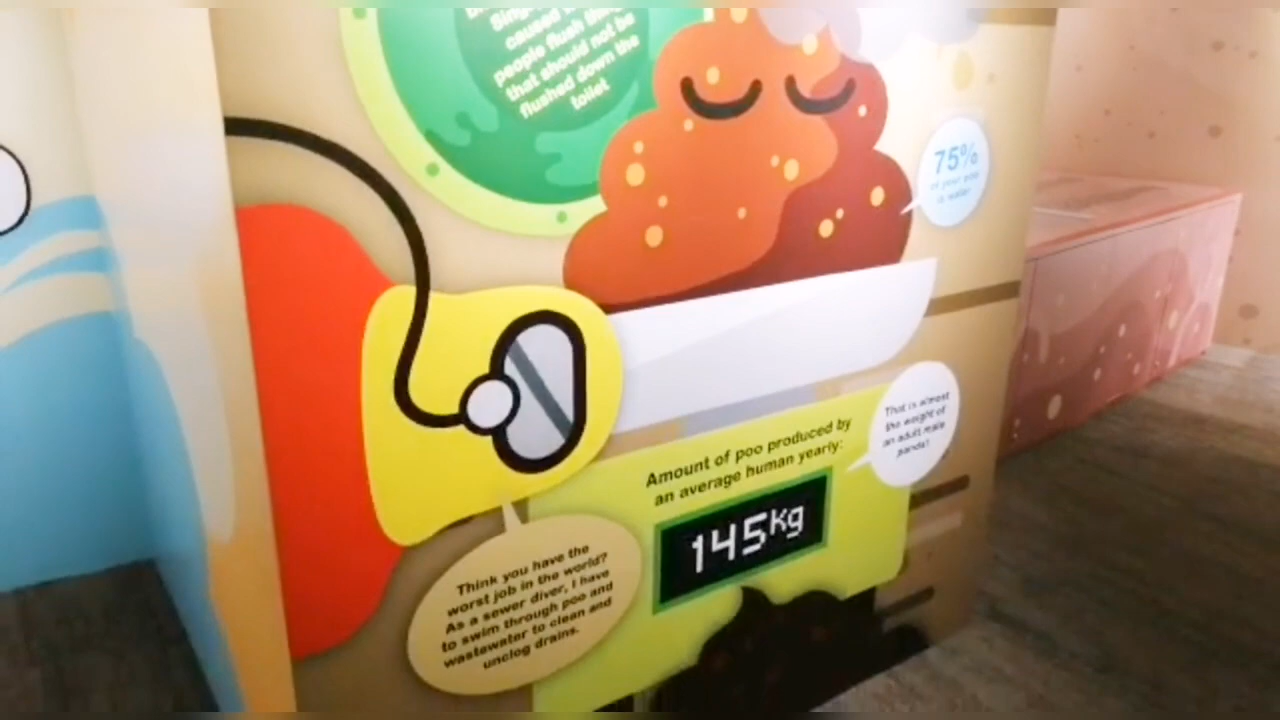 Sing
caused
people flush thin
that should not be
flushed down the
toilet
75%
of your poo
is water
That is almost
the weight of
an adult male
panda!
Amount of poo produced by
an average human yearly:
145kg
Think you have the
worst job in the world?
As a sewer diver, I have
to swim through poo and
wastewater to clean and
unclog drains.